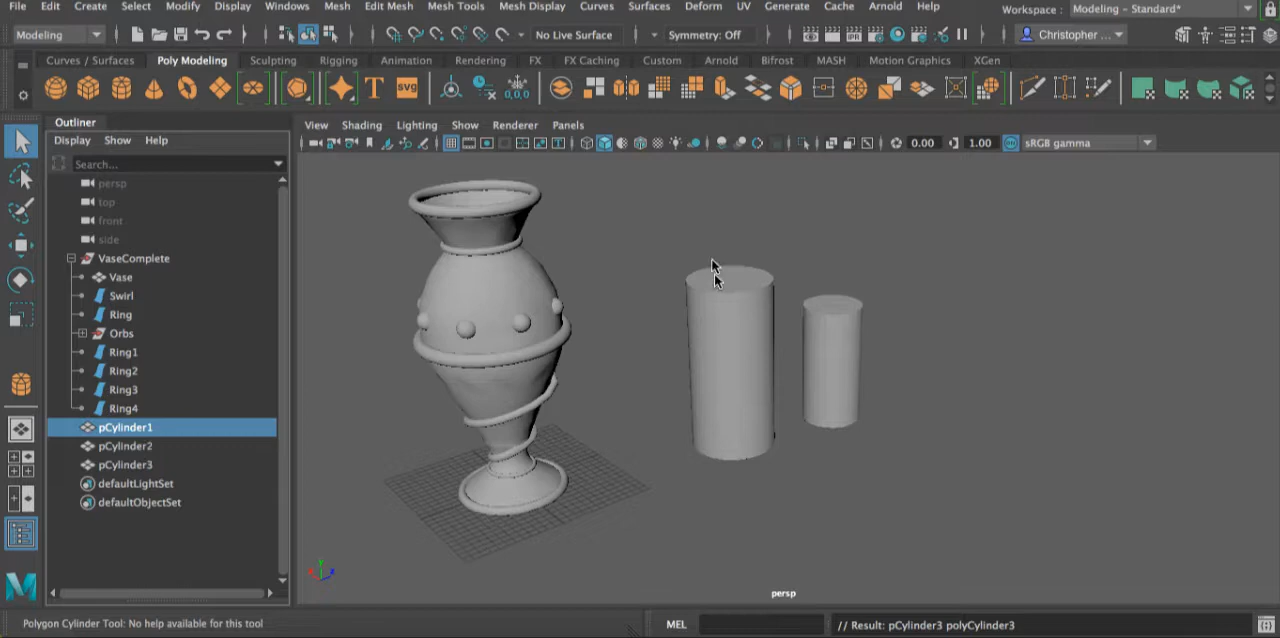 File Edit Create Select Modify Display Windows Mesh Edit Mesh Mesh Tools Mesh Display Curves Surfaces Deform UV Generate Cache Arnold Help Workspace : Modeling - Standard*
Modeling No Live Surface Symmetry: Off Christopher ...
Curves / Surfaces Poly Modeling Sculpting Rigging Animation Rendering FX FX Caching Custom Arnold Bifrost MASH Motion Graphics XGen
T SVG 0,0,0
Outliner
Display Show Help
View Shading Lighting Show Renderer Panels
0.00 1.00 sRGB gamma
Search...
persp
top
front
side
VaseComplete
Vase
Swirl
Ring
Orbs
Ring1
Ring2
Ring3
Ring4
pCylinder1
pCylinder2
pCylinder3
defaultLightSet
defaultObjectSet
persp
Polygon Cylinder Tool: No help available for this tool MEL // Result: pCylinder3 polyCylinder3